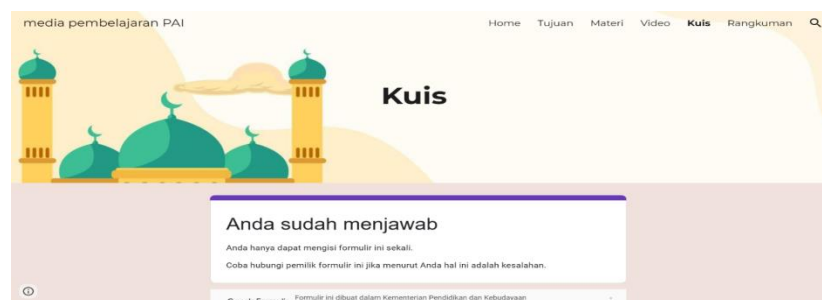 media pembelajaran PAI
Home Tujuan Materi Video Kuis Rangkuman
Kuis
Anda sudah menjawab
Anda hanya dapat mengisi formulir ini sekali.
Coba hubungi pemilik formulir ini jika menurut Anda hal ini adalah kesalahan.
Formulir ini dibuat dalam Kementerian Pendidikan dan Kebudayaan